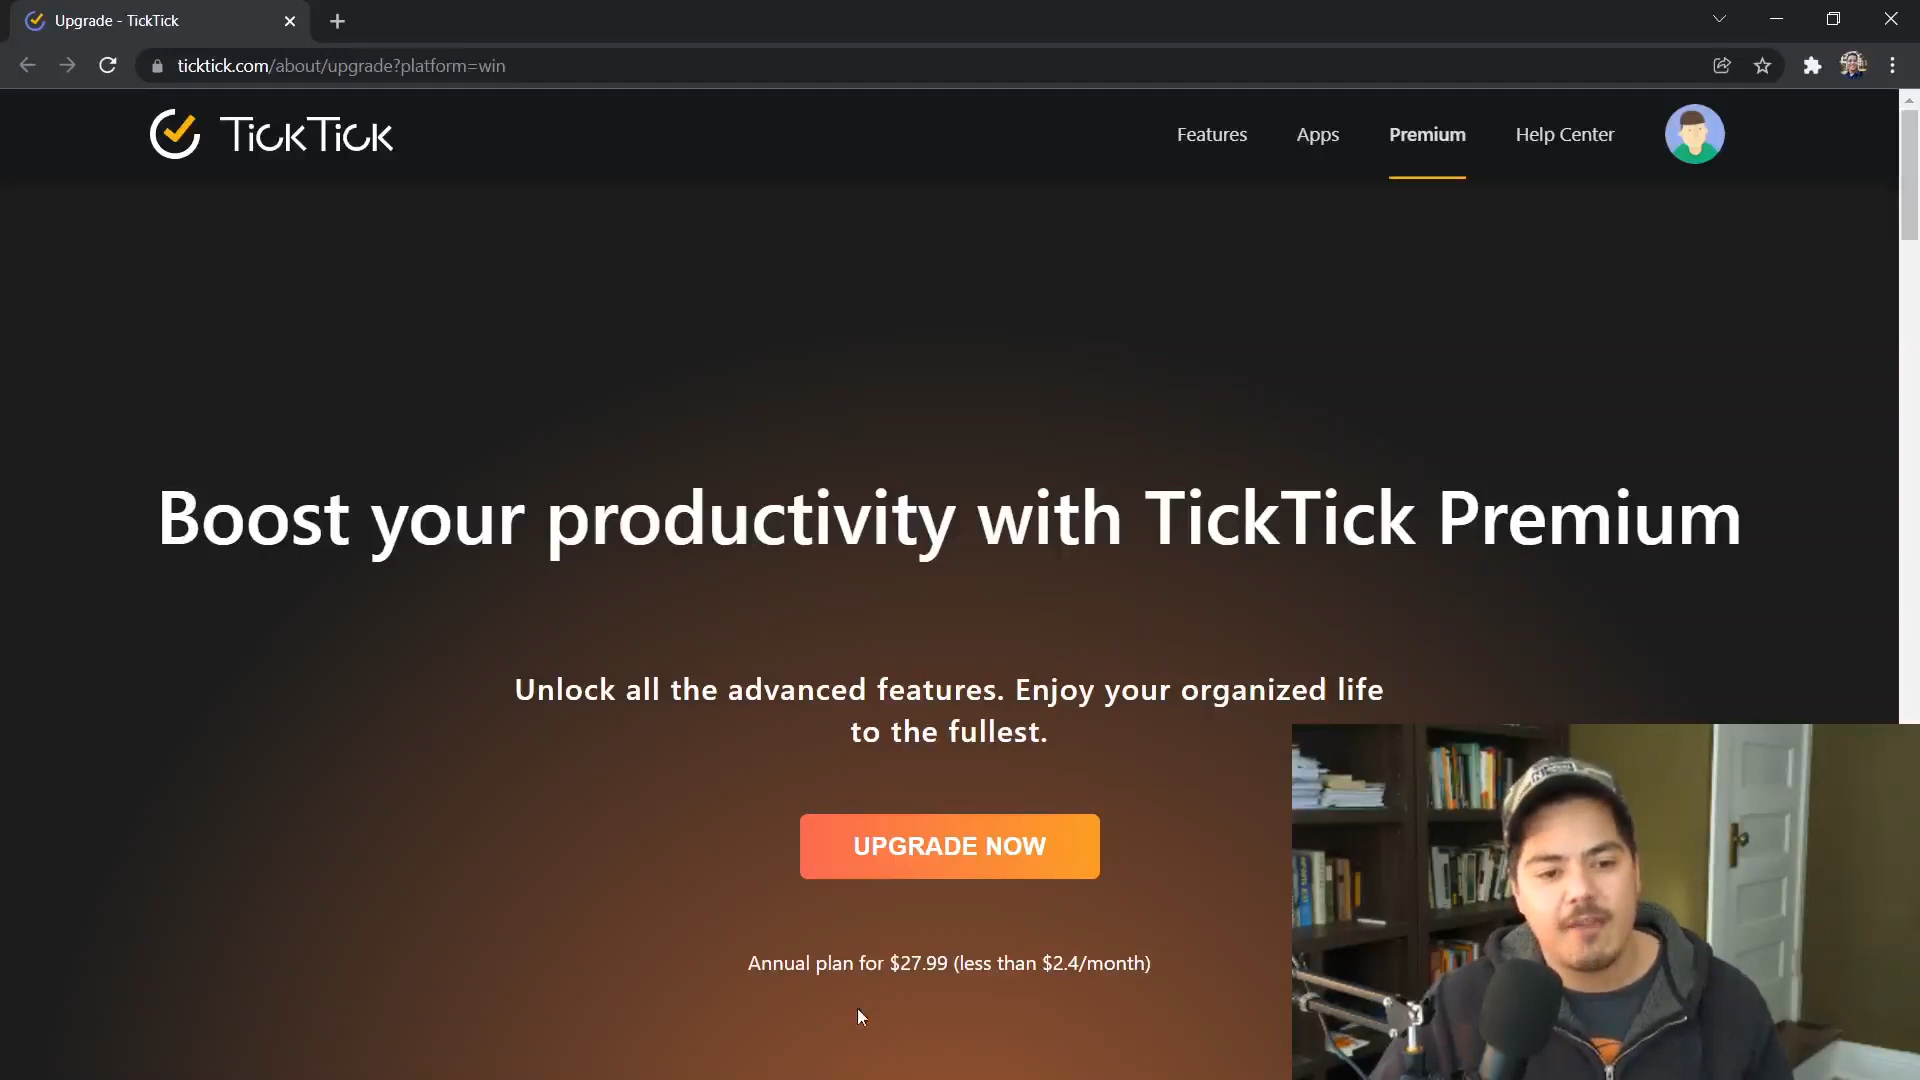 Upgrade - TickTick
ticktick.com/about/upgrade?platform=win
TickTick
Features
Apps
Premium
Help Center
Boost your productivity with TickTick Premium
Unlock all the advanced features. Enjoy your organized life
to the fullest.
UPGRADE NOW
Annual plan for $27.99 (less than $2.4/month)